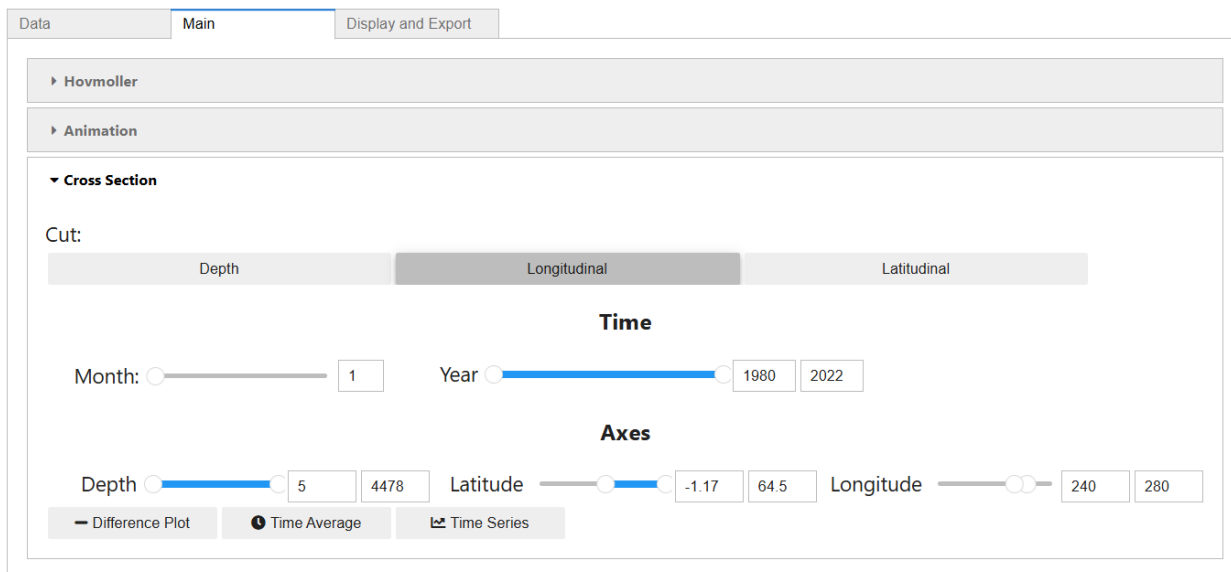 Data Main Display and Export
Hovmoller
Animation
Cross Section
Cut:
Depth Longitudinal Latitudinal
Time
Month: 1 Year 1980 2022
Axes
Depth 5 4478 Latitude -1.17 64.5 Longitude 240 280
Difference Plot Time Average Time Series